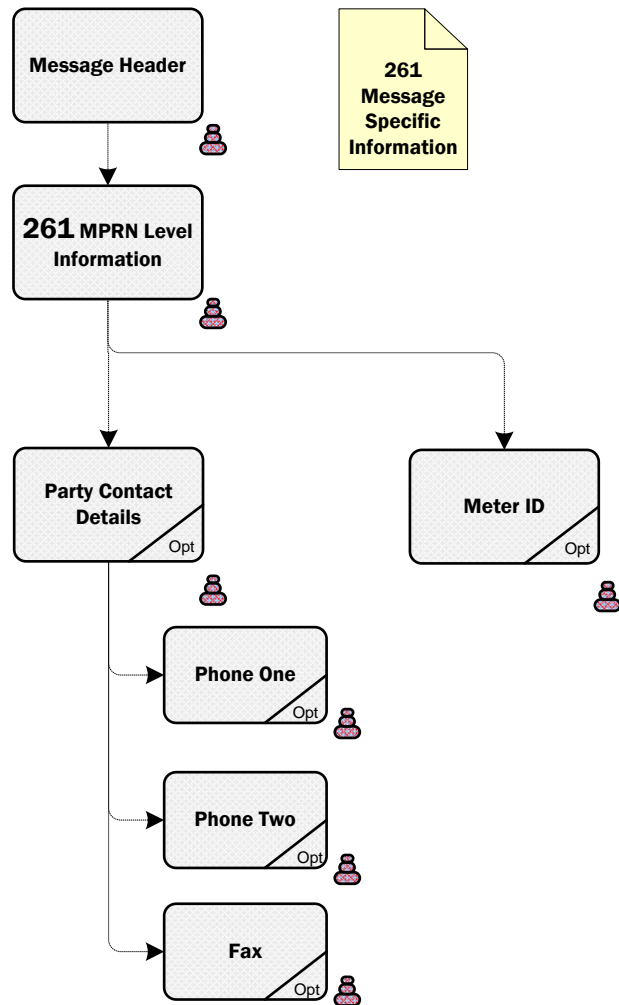 Message Header
261
Message
Specific
Information
261 MPRN Level
Information
Party Contact
Details
Opt
Meter ID
Opt
Phone One
Opt
Phone Two
Opt
Fax
Opt